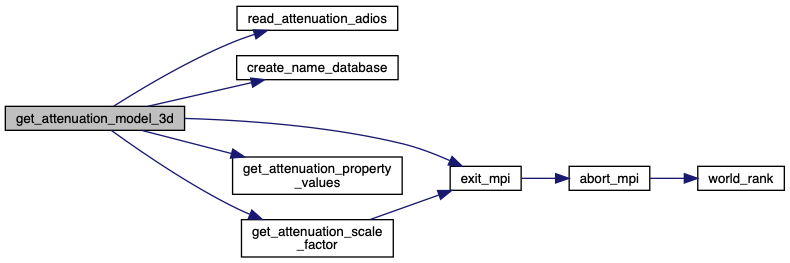 read_attenuation_adios
create_name_database
get_attenuation_model_3d
get_attenuation_property
_values
exit_mpi
abort_mpi
world_rank
get_attenuation_scale
_factor